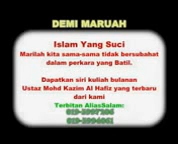 DEMI MARUAH
Islam Yang Suci
Marilah kita sama-sama tidak bersubahat
dalam perkara yang Batil.
Dapatkan siri kuliah bulanan
Ustaz Mohd Kazim Al Hafiz yang terbaru
dari kami
Terbitan AliasSalam: